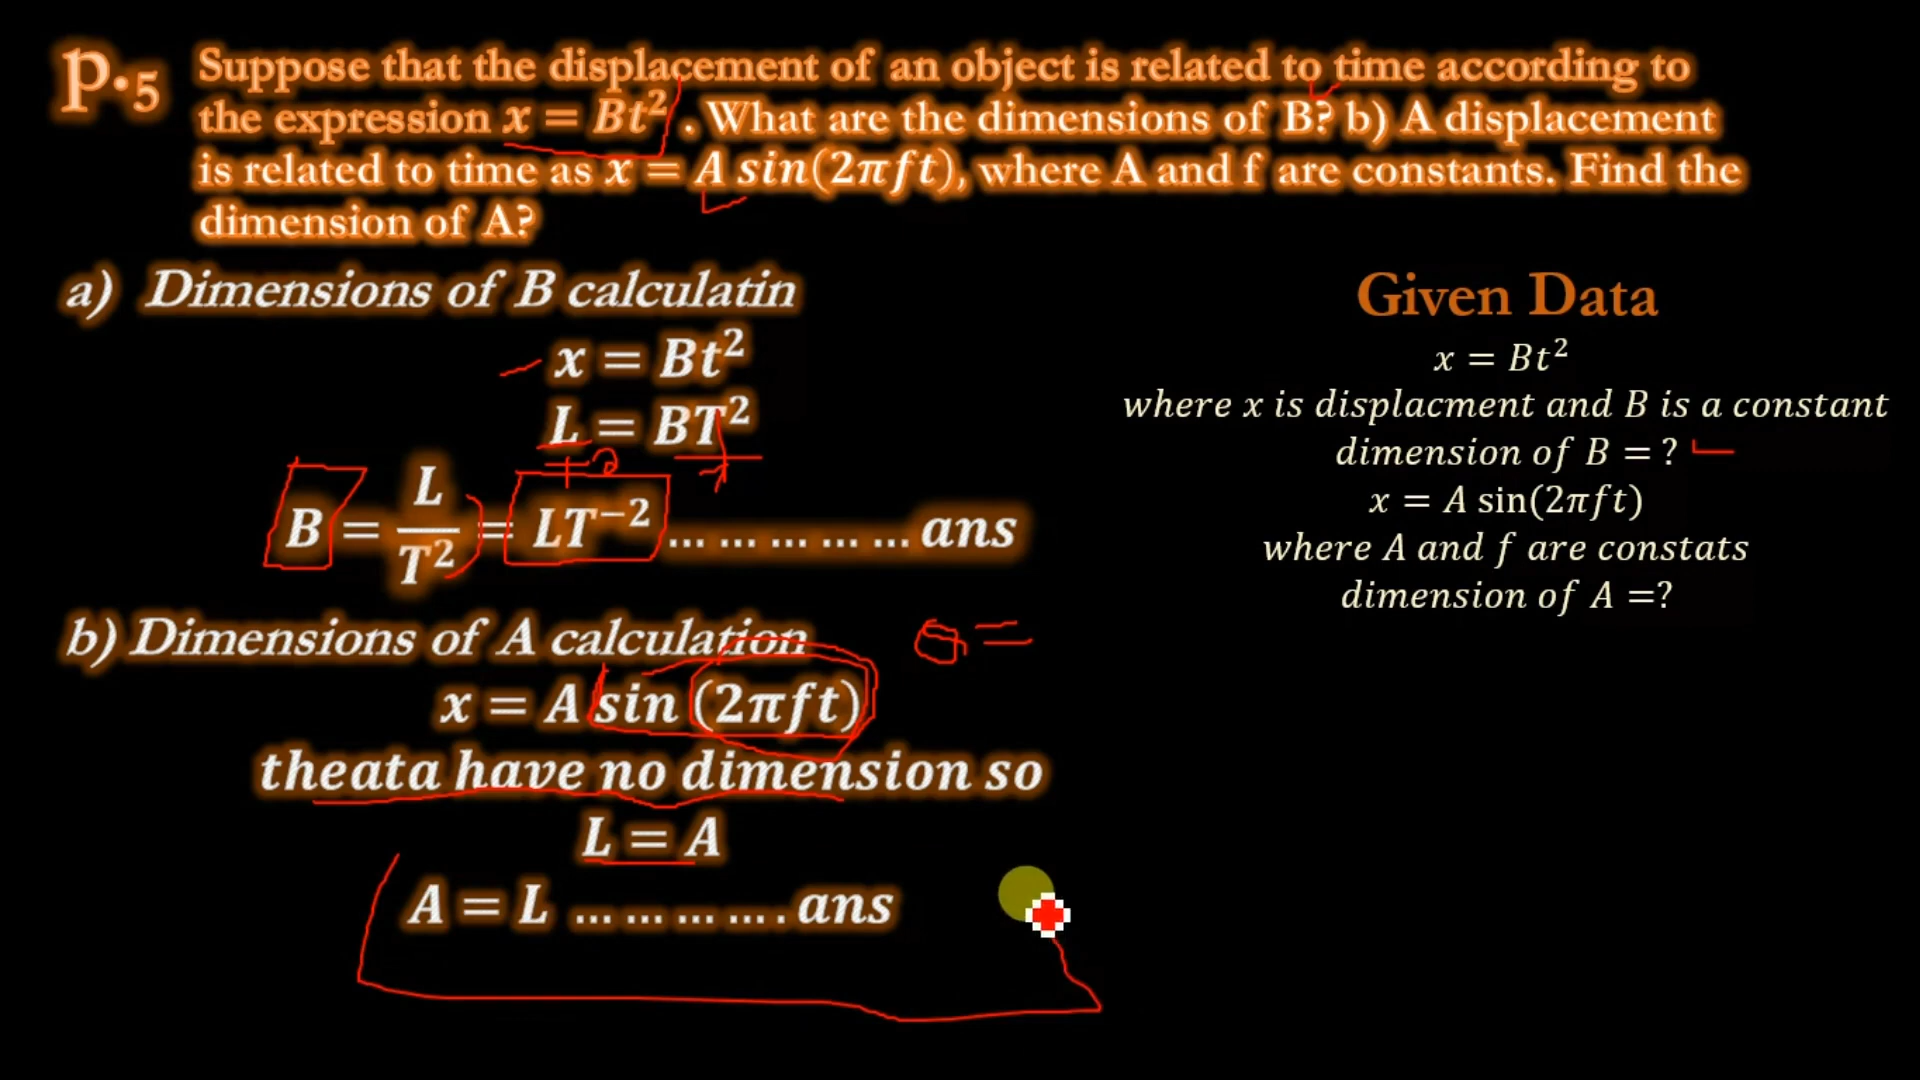 p.5 Suppose that the displacement of an object is related to time according to
the expression x = Bt². What are the dimensions of B? b) A displacement
is related to time as x = A sin(2πft), where A and f are constants. Find the
dimension of A?
a) Dimensions of B calculatin
x = Bt²
L = BT²
B = L/T² = LT⁻² … … … … … ans
b) Dimensions of A calculation
x = A sin (2πft)
theata have no dimension so
L = A
A = L … … … … . ans
Given Data
x = Bt²
where x is displacment and B is a constant
dimension of B = ?
x = A sin(2πft)
where A and f are constats
dimension of A =?